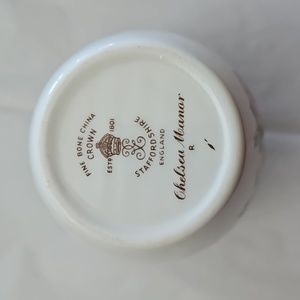 FINE BONE CHINA
CROWN
ESTD 1801
STAFFORDSHIRE
ENGLAND
Chelsea Manor
R